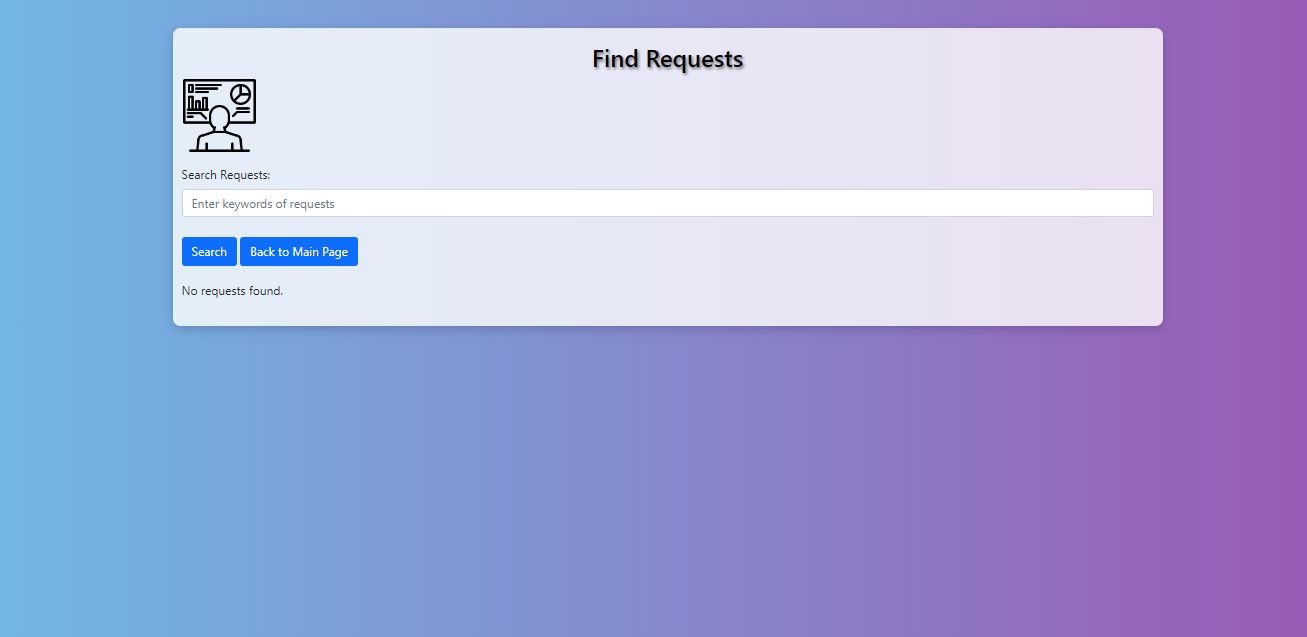 Find Requests
Search Requests:
Enter keywords of requests
Search Back to Main Page
No requests found.